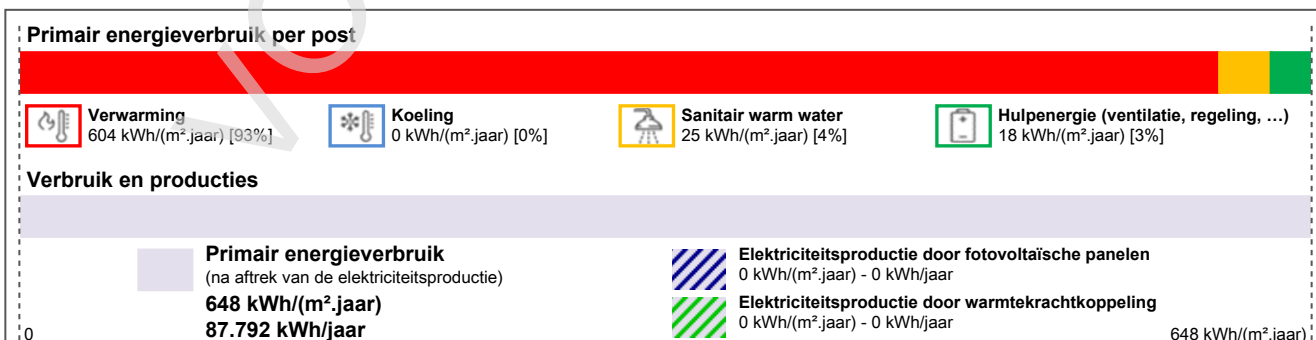 Primair energieverbruik per post
Verwarming
604 kWh/(m².jaar) [93%]
Koeling
0 kWh/(m².jaar) [0%]
Sanitair warm water
25 kWh/(m².jaar) [4%]
Hulpenergie (ventilatie, regeling, …)
18 kWh/(m².jaar) [3%]
Verbruik en producties
Primair energieverbruik
(na aftrek van de elektriciteitsproductie)
648 kWh/(m².jaar)
87.792 kWh/jaar
Elektriciteitsproductie door fotovoltaïsche panelen
0 kWh/(m².jaar) - 0 kWh/jaar
Elektriciteitsproductie door warmtekrachtkoppeling
0 kWh/(m².jaar) - 0 kWh/jaar
0
648 kWh/(m².jaar)